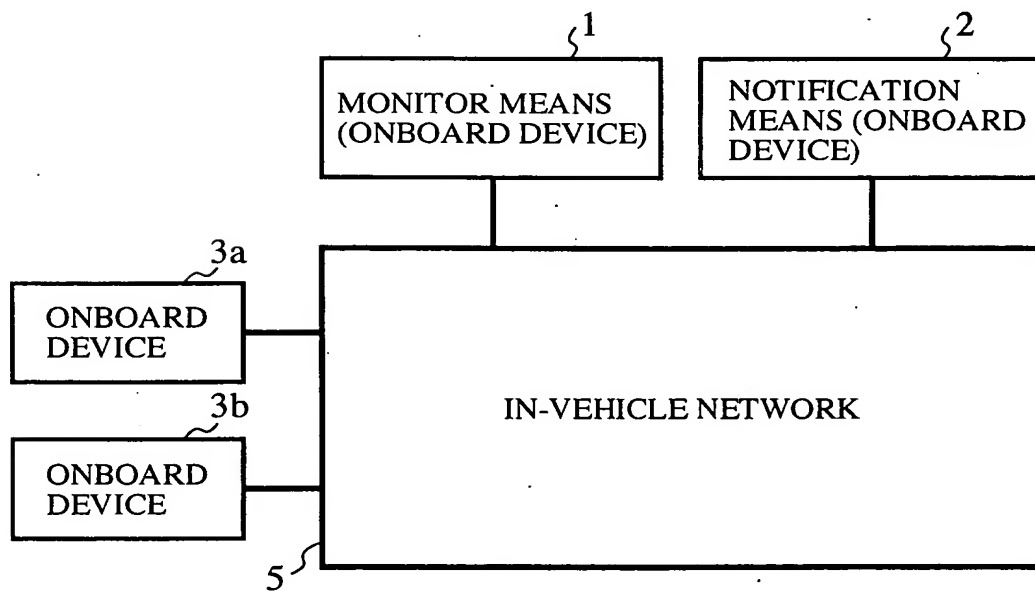 1
2
MONITOR MEANS
(ONBOARD DEVICE)
NOTIFICATION
MEANS (ONBOARD
DEVICE)
3a
ONBOARD
DEVICE
3b
ONBOARD
DEVICE
IN-VEHICLE NETWORK
5